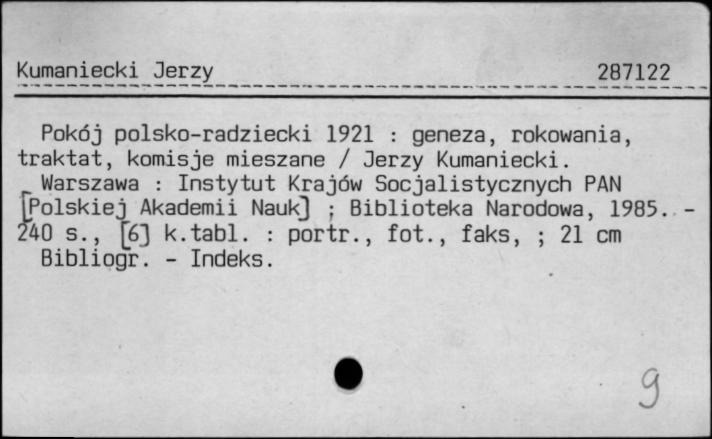 Kumaniecki Jerzy 287122
Pokój polsko-radziecki 1921 : geneza, rokowania,
traktat, komisje mieszane / Jerzy Kumaniecki.
Warszawa : Instytut Krajów Socjalistycznych PAN
[Polskiej Akademii Nauk] ; Biblioteka Narodowa, 1985. -
240 s., [6] k.tabl. : portr., fot., faks, ; 21 cm
Bibliogr. - Indeks.
9